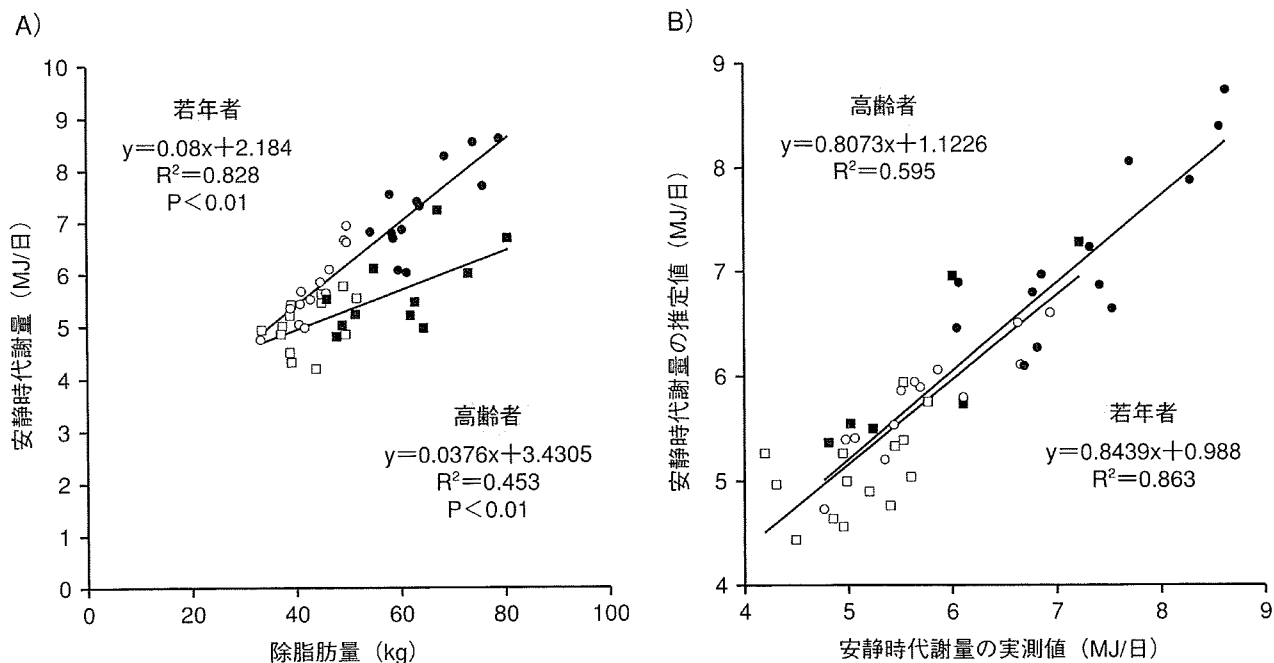 A)
10
9
8
7
6
5
4
3
2
1
0
0
20
40
60
80
100
安静時代謝量（MJ/日）
除脂肪量（kg）
若年者
y=0.08x+2.184
R²=0.828
P<0.01
高齢者
y=0.0376x+3.4305
R²=0.453
P<0.01
B)
9
8
7
6
5
4
4
5
6
7
8
9
安静時代謝量の推定値（MJ/日）
安静時代謝量の実測値（MJ/日）
高齢者
y=0.8073x+1.1226
R²=0.595
若年者
y=0.8439x+0.988
R²=0.863